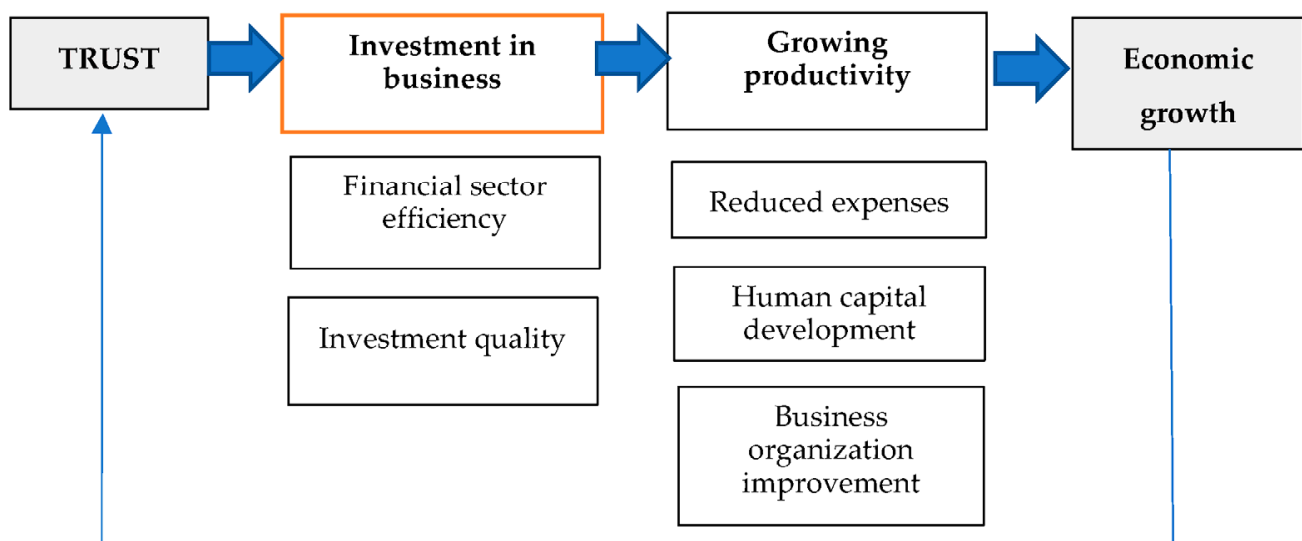 TRUST
Investment in
business
Growing
productivity
Economic
growth
Financial sector
efficiency
Investment quality
Reduced expenses
Human capital
development
Business
organization
improvement